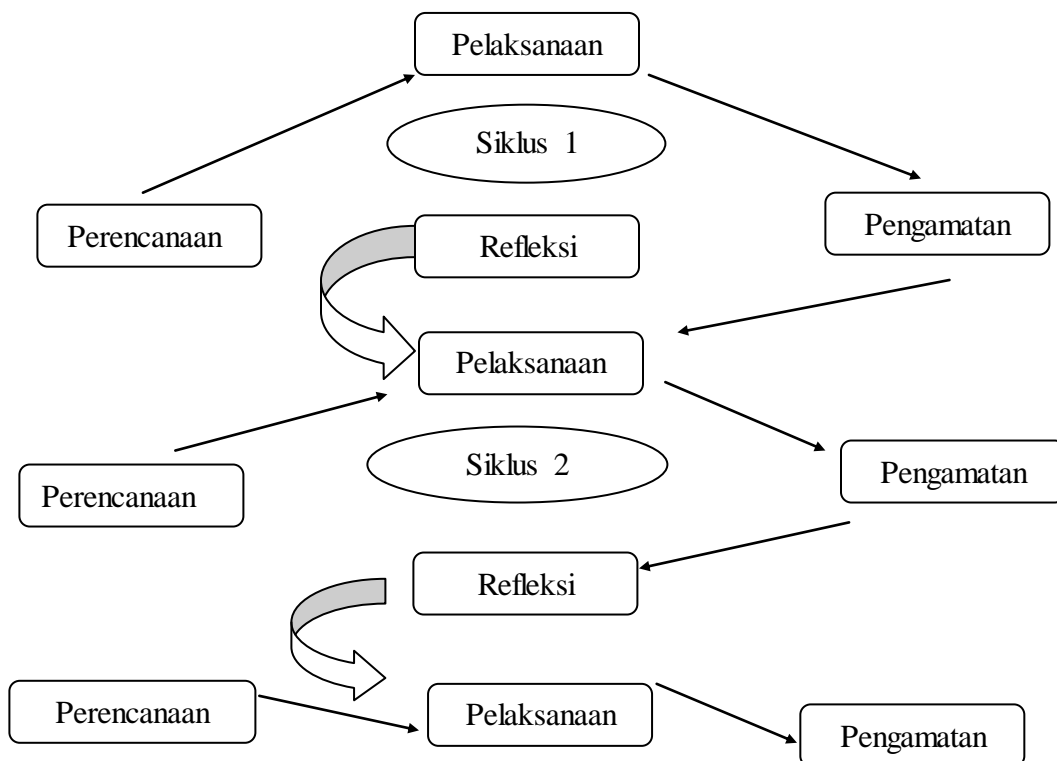 Pelaksanaan
Siklus 1
Perencanaan
Pengamatan
Refleksi
Pelaksanaan
Siklus 2
Perencanaan
Pengamatan
Refleksi
Perencanaan
Pelaksanaan
Pengamatan